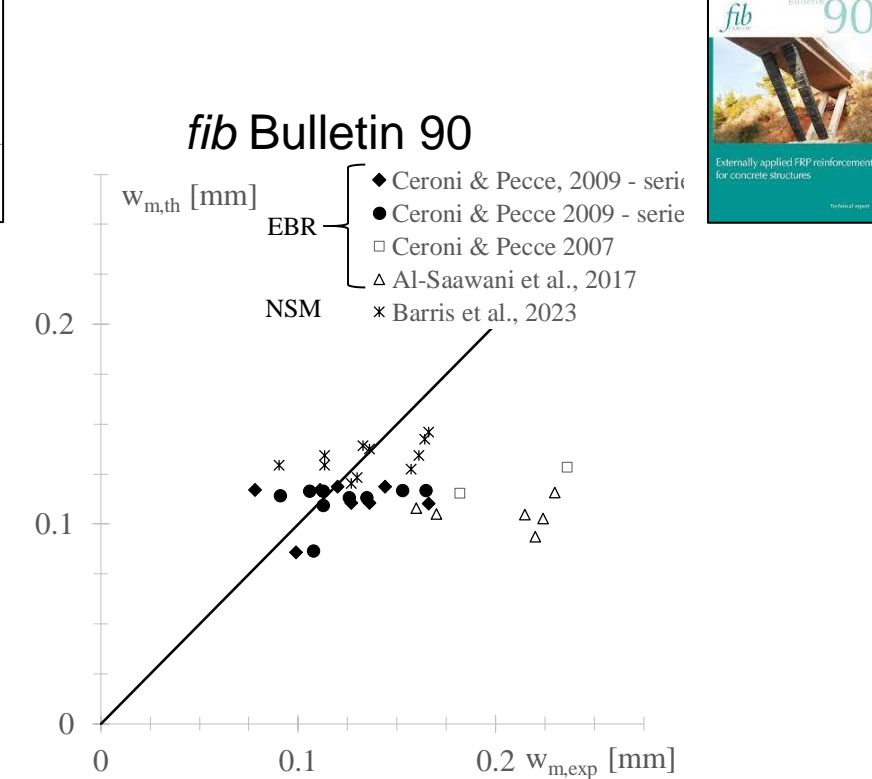 fib Bulletin 90
w_m,th [mm]
EBR
Ceroni & Pecce, 2009 -
Ceroni & Pecce 2009 -
Ceroni & Pecce 2007
Al-Saawani et al., 2017
NSM
Barris et al., 2023
0.2
0.1
0
0
0.1
0.2
w_m,exp [mm]
fib
90
Externally applied FRP reinforcement
for concrete structures
Technical report